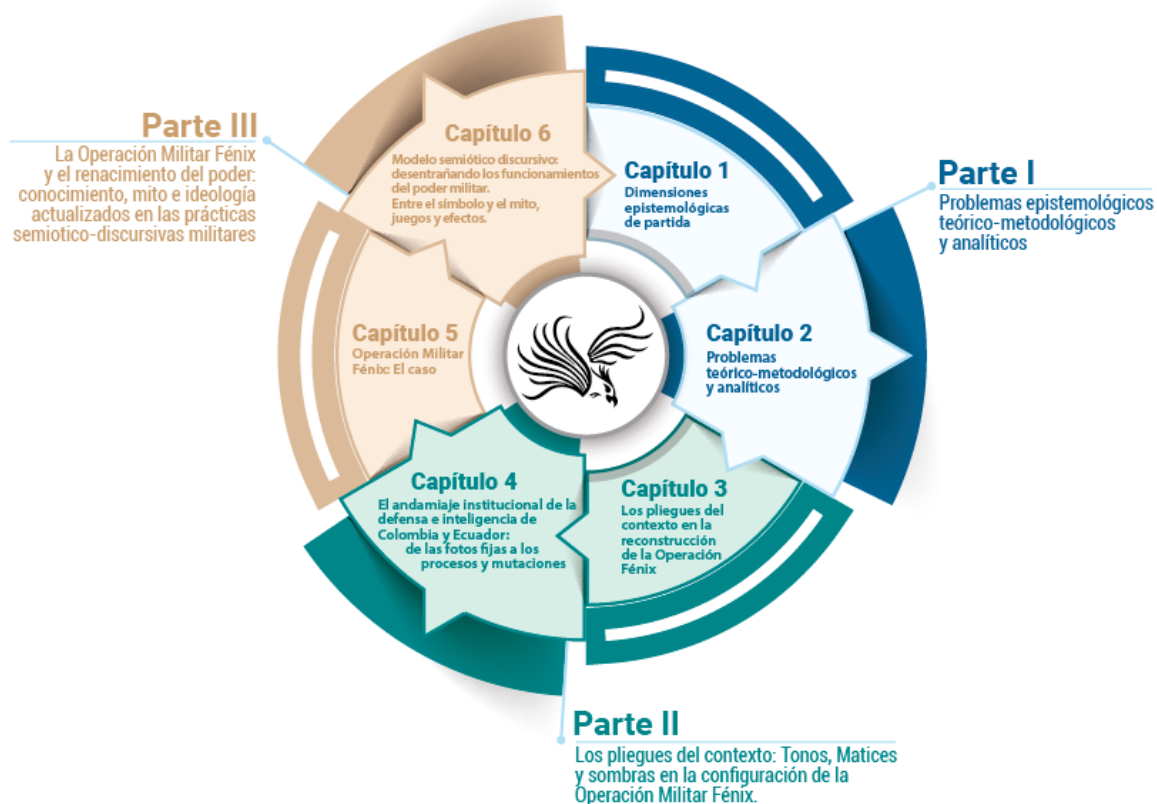 Parte I
Problemas epistemológicos
teórico-metodológicos
y analíticos
Capítulo 1
Dimensiones
epistemológicas
de partida
Capítulo 2
Problemas
teórico-metodológicos
y analíticos
Parte II
Los pliegues del contexto: Tonos, Matices
y sombras en la configuración de la
Operación Militar Fénix.
Capítulo 3
Los pliegues del
contexto en la
reconstrucción
de la Operación
Fénix
Capítulo 4
El andamiaje institucional de la
defensa e inteligencia de
Colombia y Ecuador:
de las fotos fijas a los
procesos y mutaciones
Parte III
La Operación Militar Fénix
y el renacimiento del poder:
conocimiento, mito e ideología
actualizados en las prácticas
semiotico-discursivas militares
Capítulo 5
Operación Militar
Fénix: El caso
Capítulo 6
Modelo semiótico discursivo:
desentrañando los funcionamientos
del poder militar.
Entre el símbolo y el mito,
juegos y efectos.